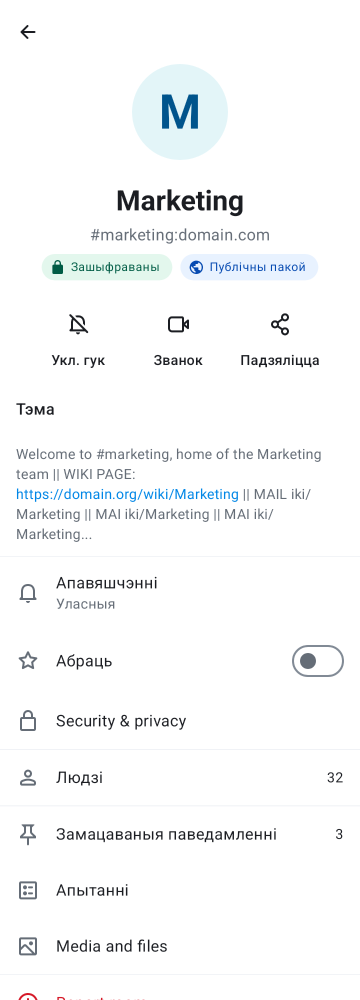 M
Marketing
#marketing:domain.com
Зашыфраваны Публічны пакой
Укл. гук Званок Падзяліцца
Тэма
Welcome to #marketing, home of the Marketing
team || WIKI PAGE:
https://domain.org/wiki/Marketing || MAIL iki/
Marketing || MAI iki/Marketing || MAI iki/
Marketing...
Апавяшчэнні
Уласныя
Абраць
Security & privacy
Людзі 32
Замацаваныя паведамленні 3
Апытанні
Media and files
Report room